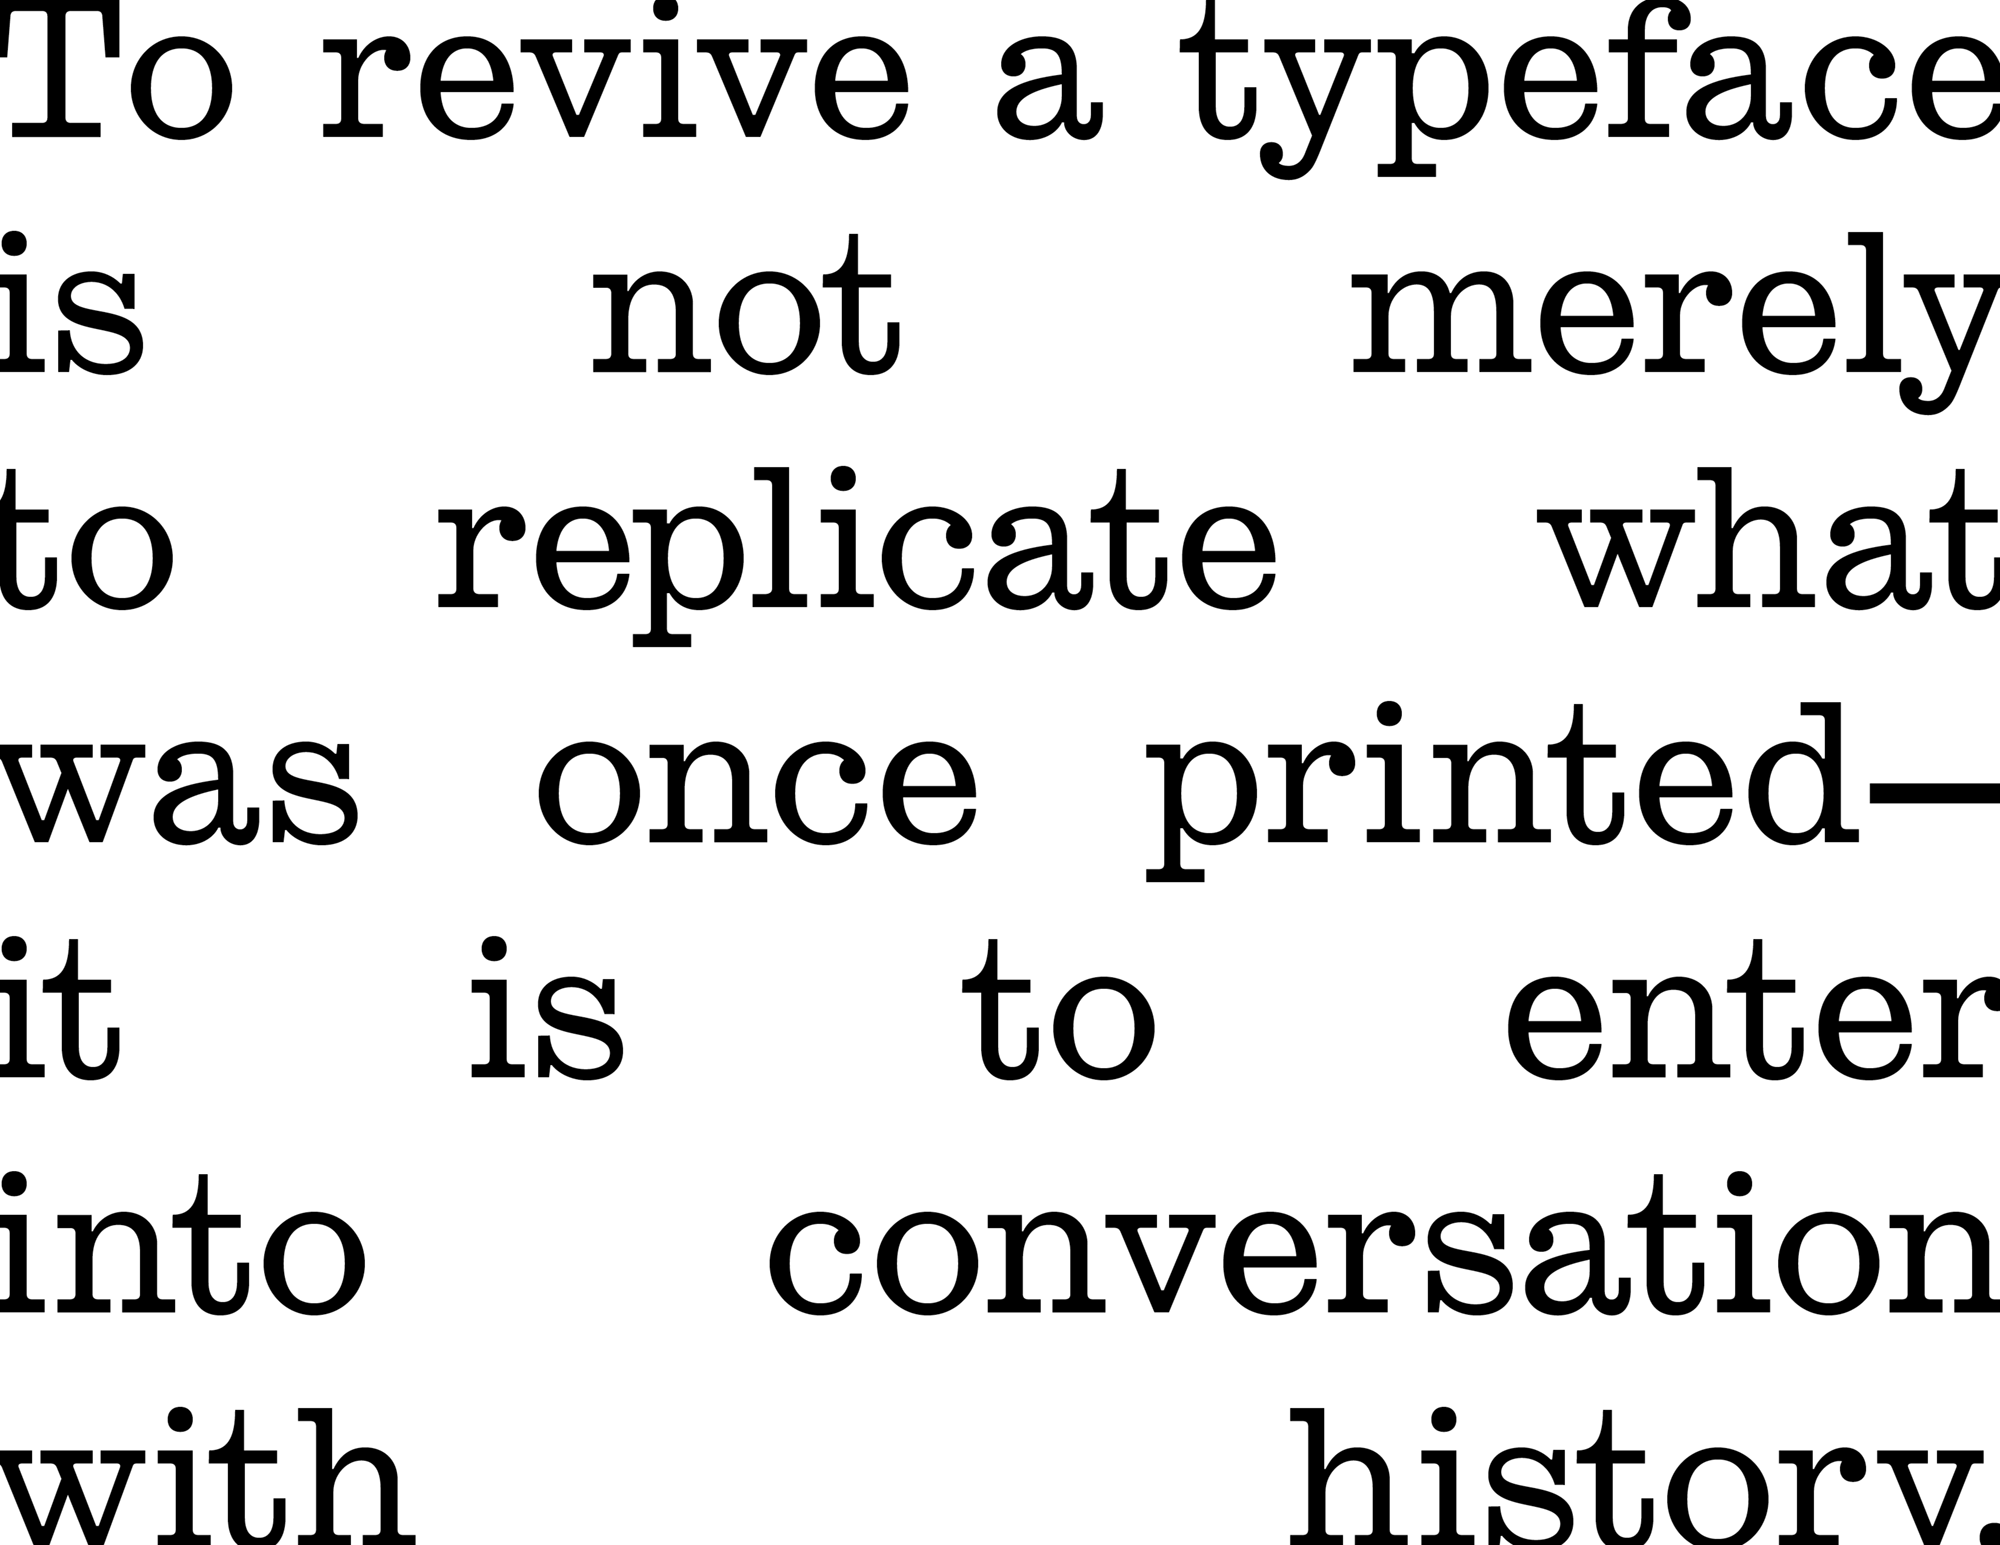 To revive a typeface
is not merely
to replicate what
was once printed—
it is to enter
into conversation
with history.